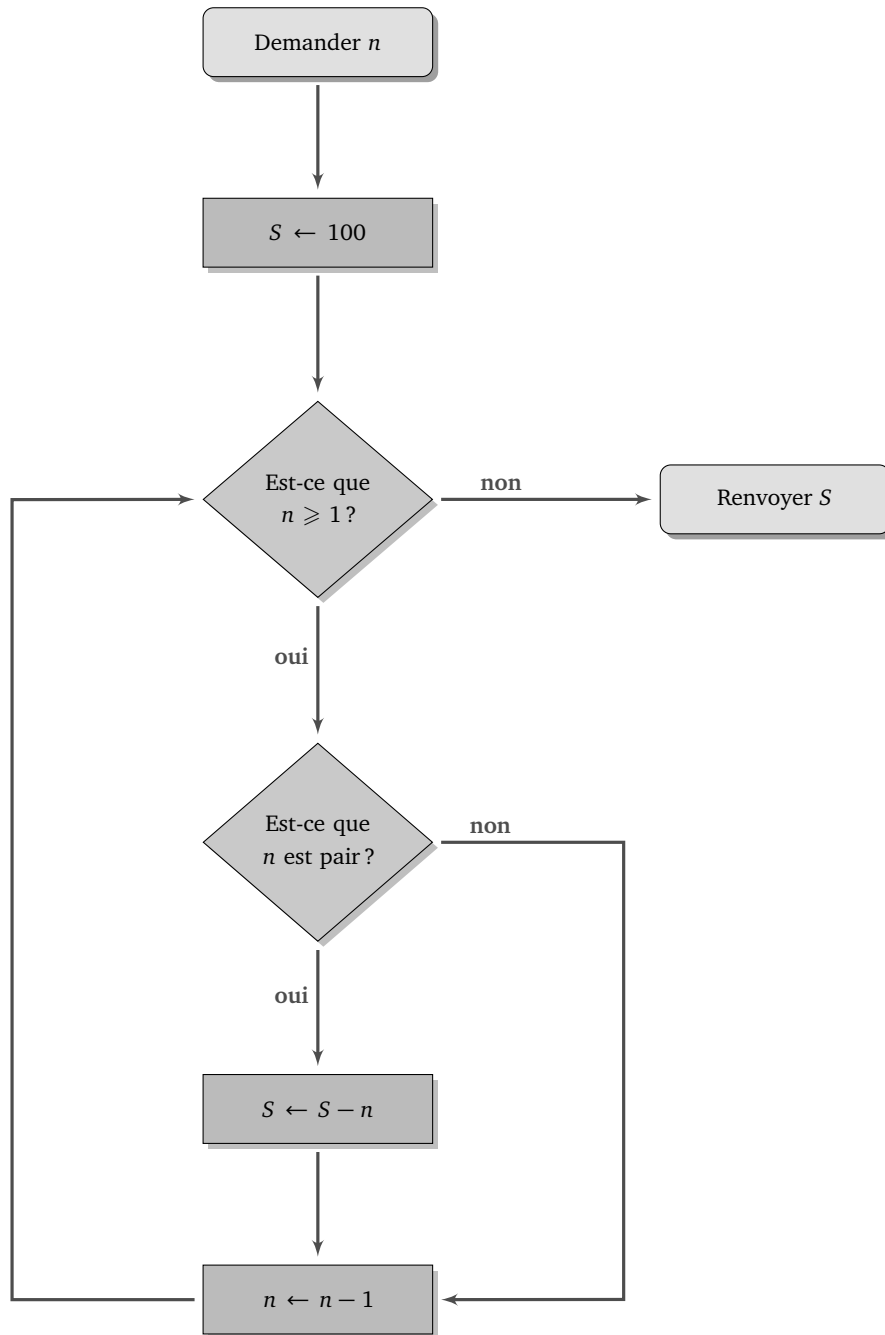 Demander n
S ← 100
Est-ce que
n ⩾ 1 ?
non
Renvoyer S
oui
Est-ce que
n est pair ?
non
oui
S ← S − n
n ← n − 1